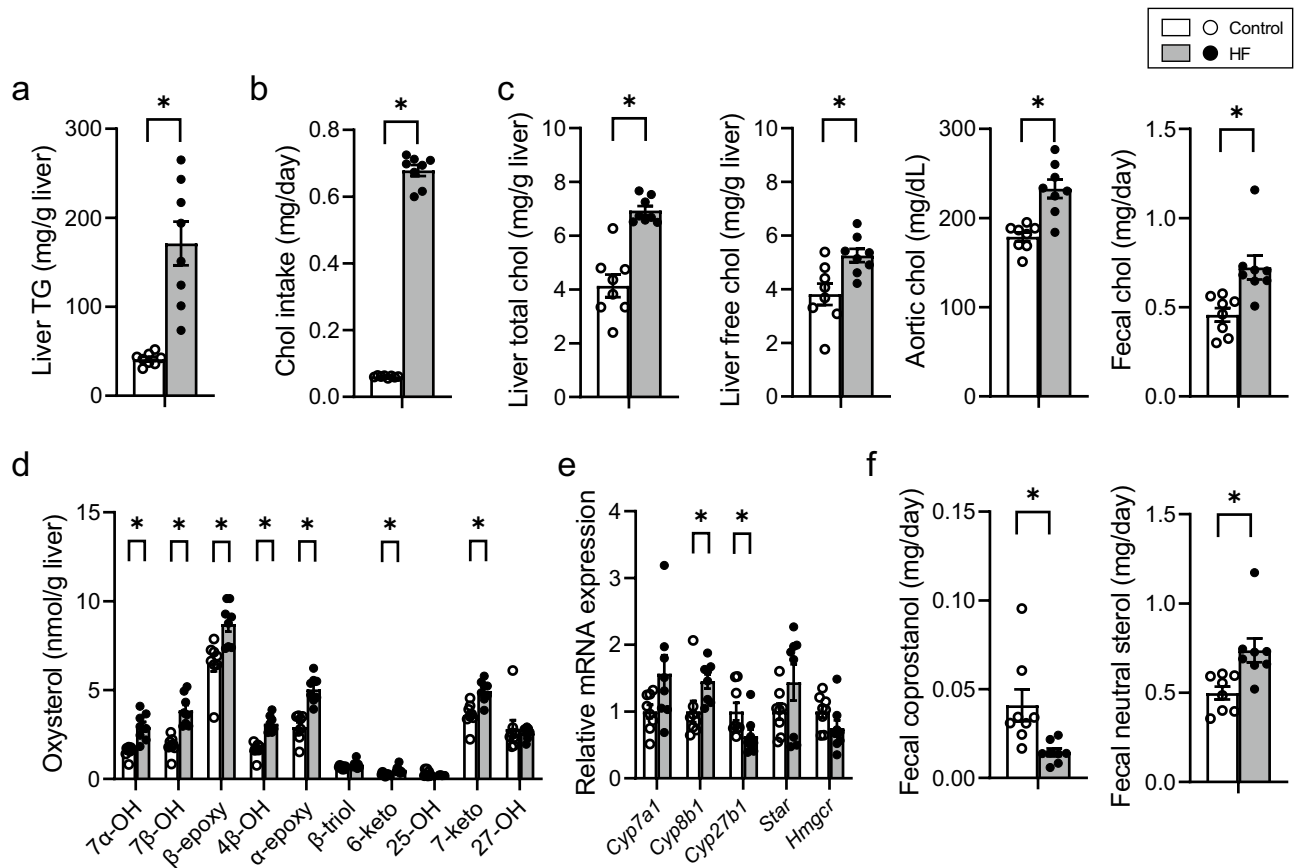 Control
HF
a
b
c
*
*
*
*
*
*
Liver TG (mg/g liver)
300
200
100
0
Chol intake (mg/day)
0.8
0.6
0.4
0.2
0.0
Liver total chol (mg/g liver)
10
8
6
4
2
0
Liver free chol (mg/g liver)
10
8
6
4
2
0
Aortic chol (mg/dL)
300
200
100
0
Fecal chol (mg/day)
1.5
1.0
0.5
0.0
d
e
f
Oxysterol (nmol/g liver)
15
10
5
0
* * * * * * *
7α-OH
7β-OH
β-epoxy
4β-OH
α-epoxy
β-triol
6-keto
25-OH
7-keto
27-OH
Relative mRNA expression
4
3
2
1
0
* *
Cyp7a1
Cyp8b1
Cyp27b1
Star
Hmgcr
Fecal coprostanol (mg/day)
0.15
0.10
0.05
0.00
*
Fecal neutral sterol (mg/day)
1.5
1.0
0.5
0.0
*